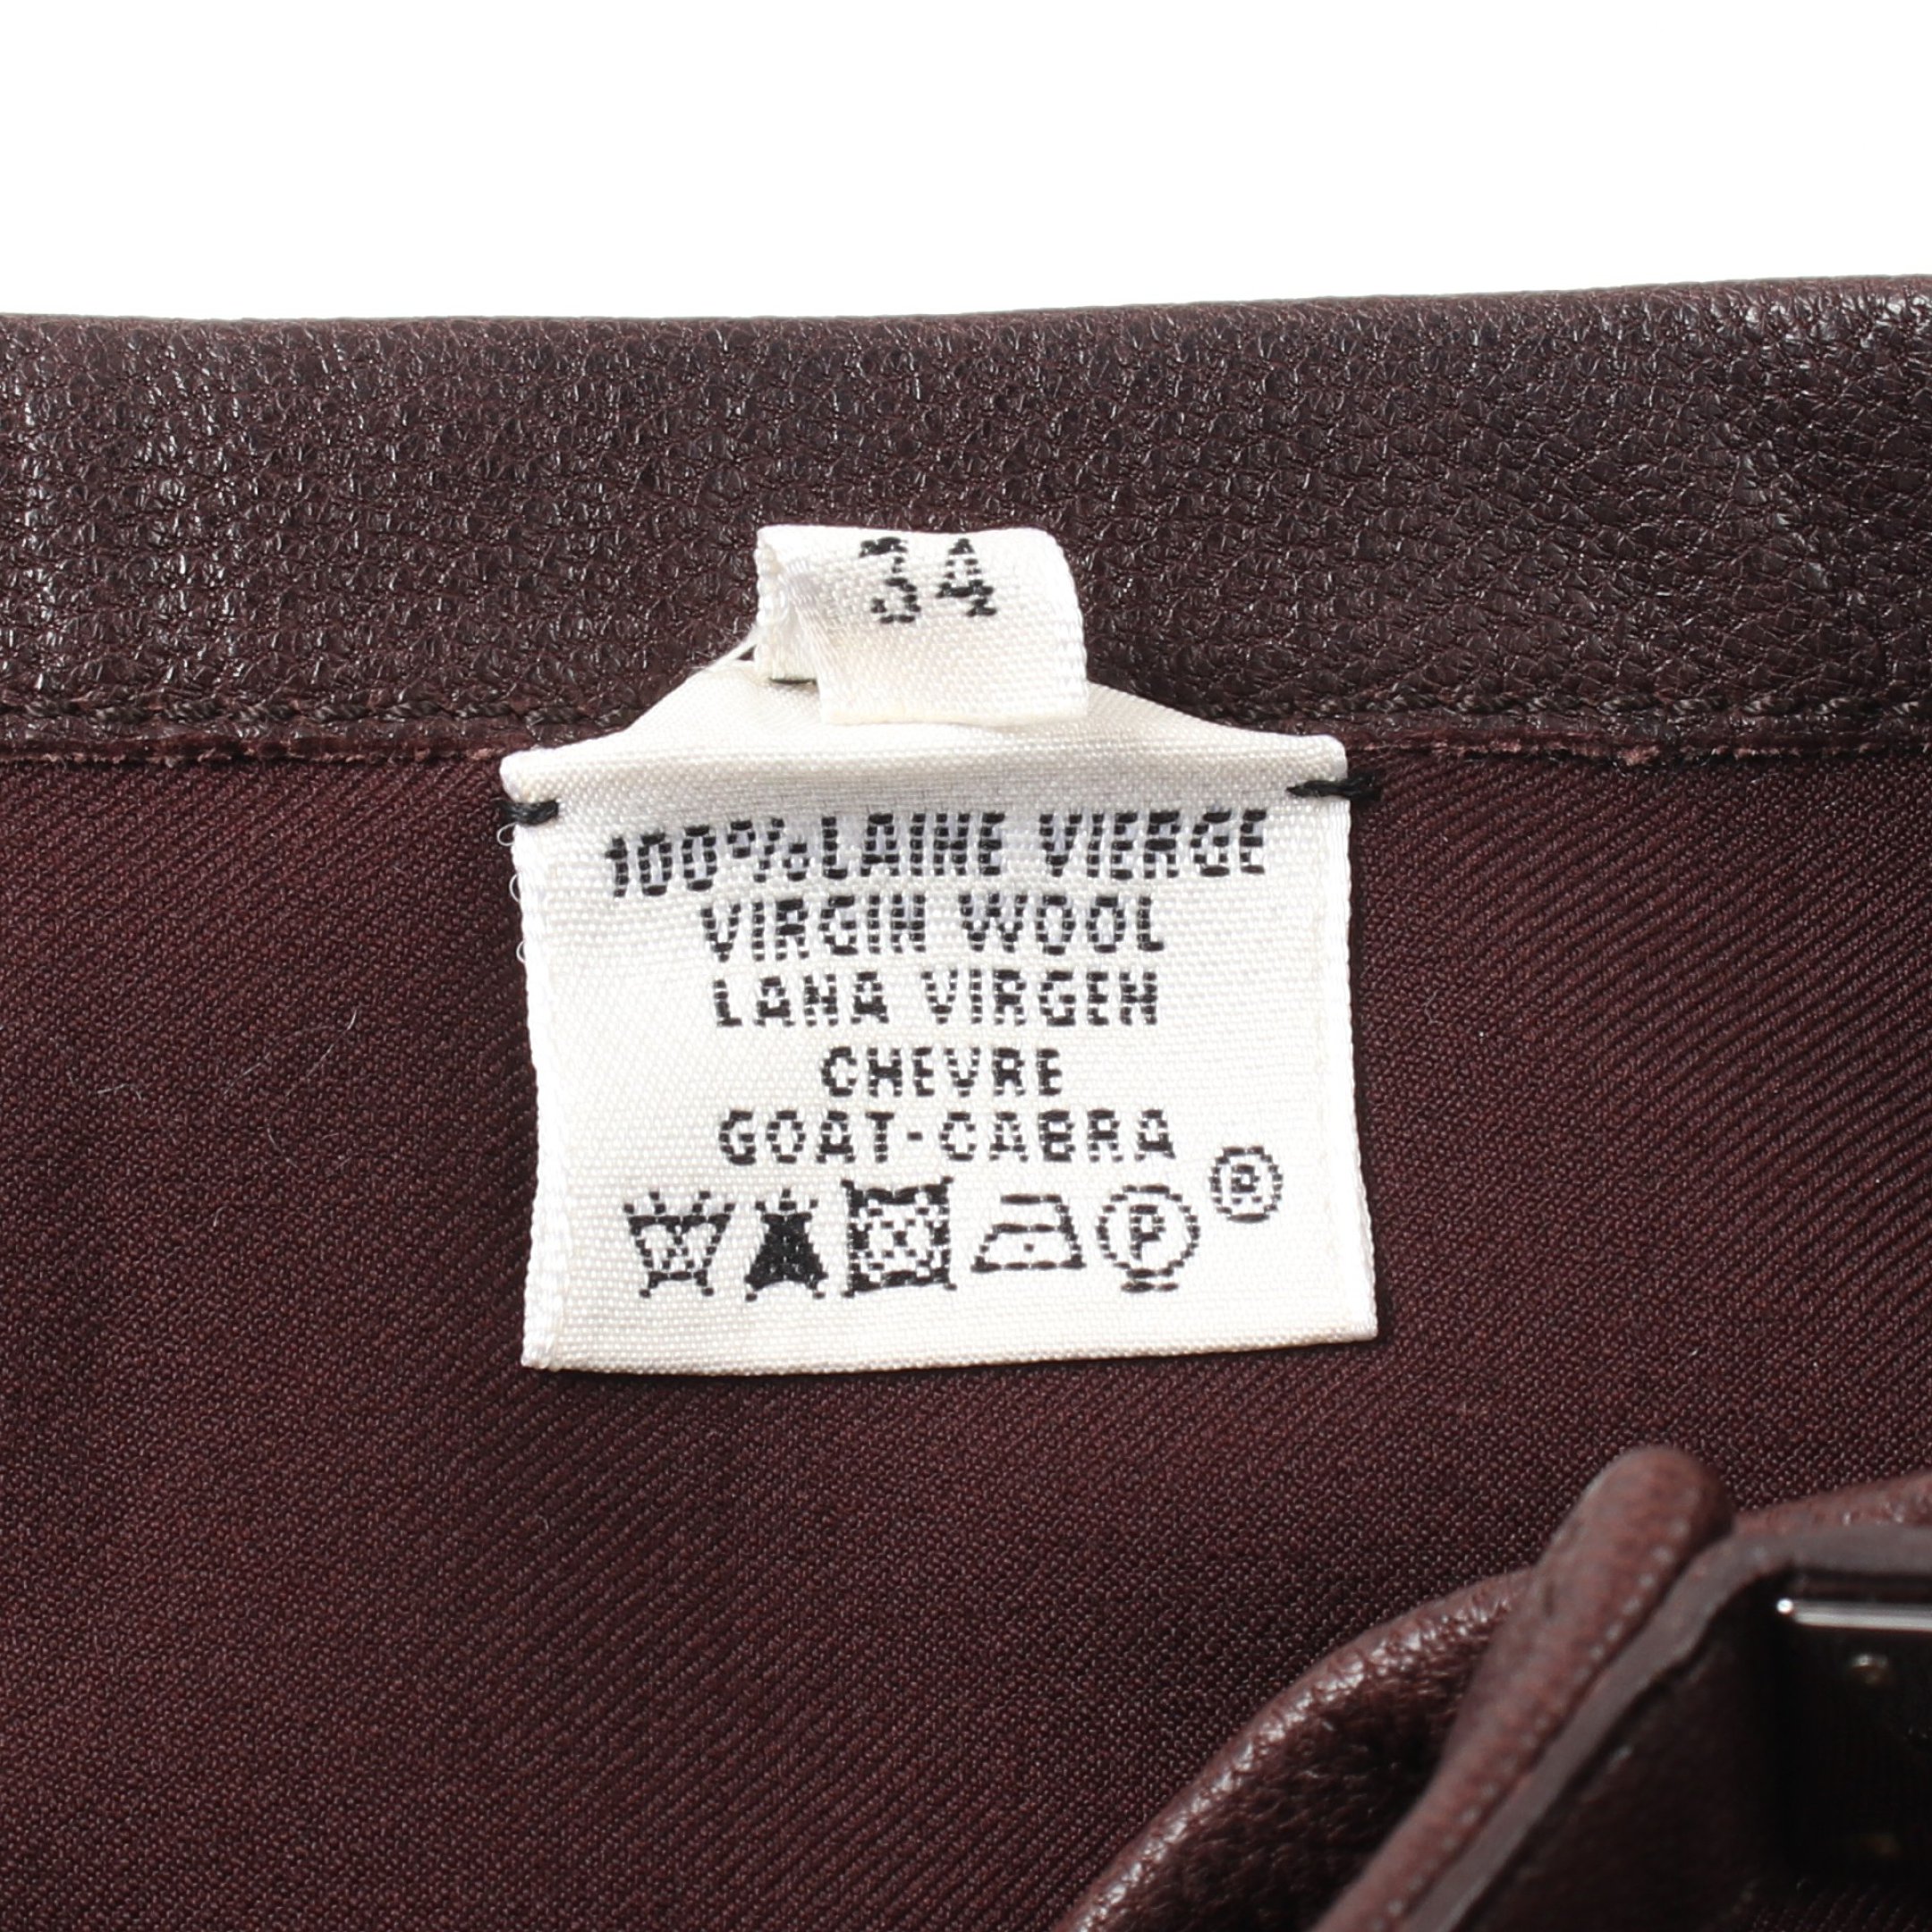 34
100% LAINE VIERGE
VIRGIN WOOL
LANA VIRGEN
CHEVRE
GOAT-CABRA
P ®